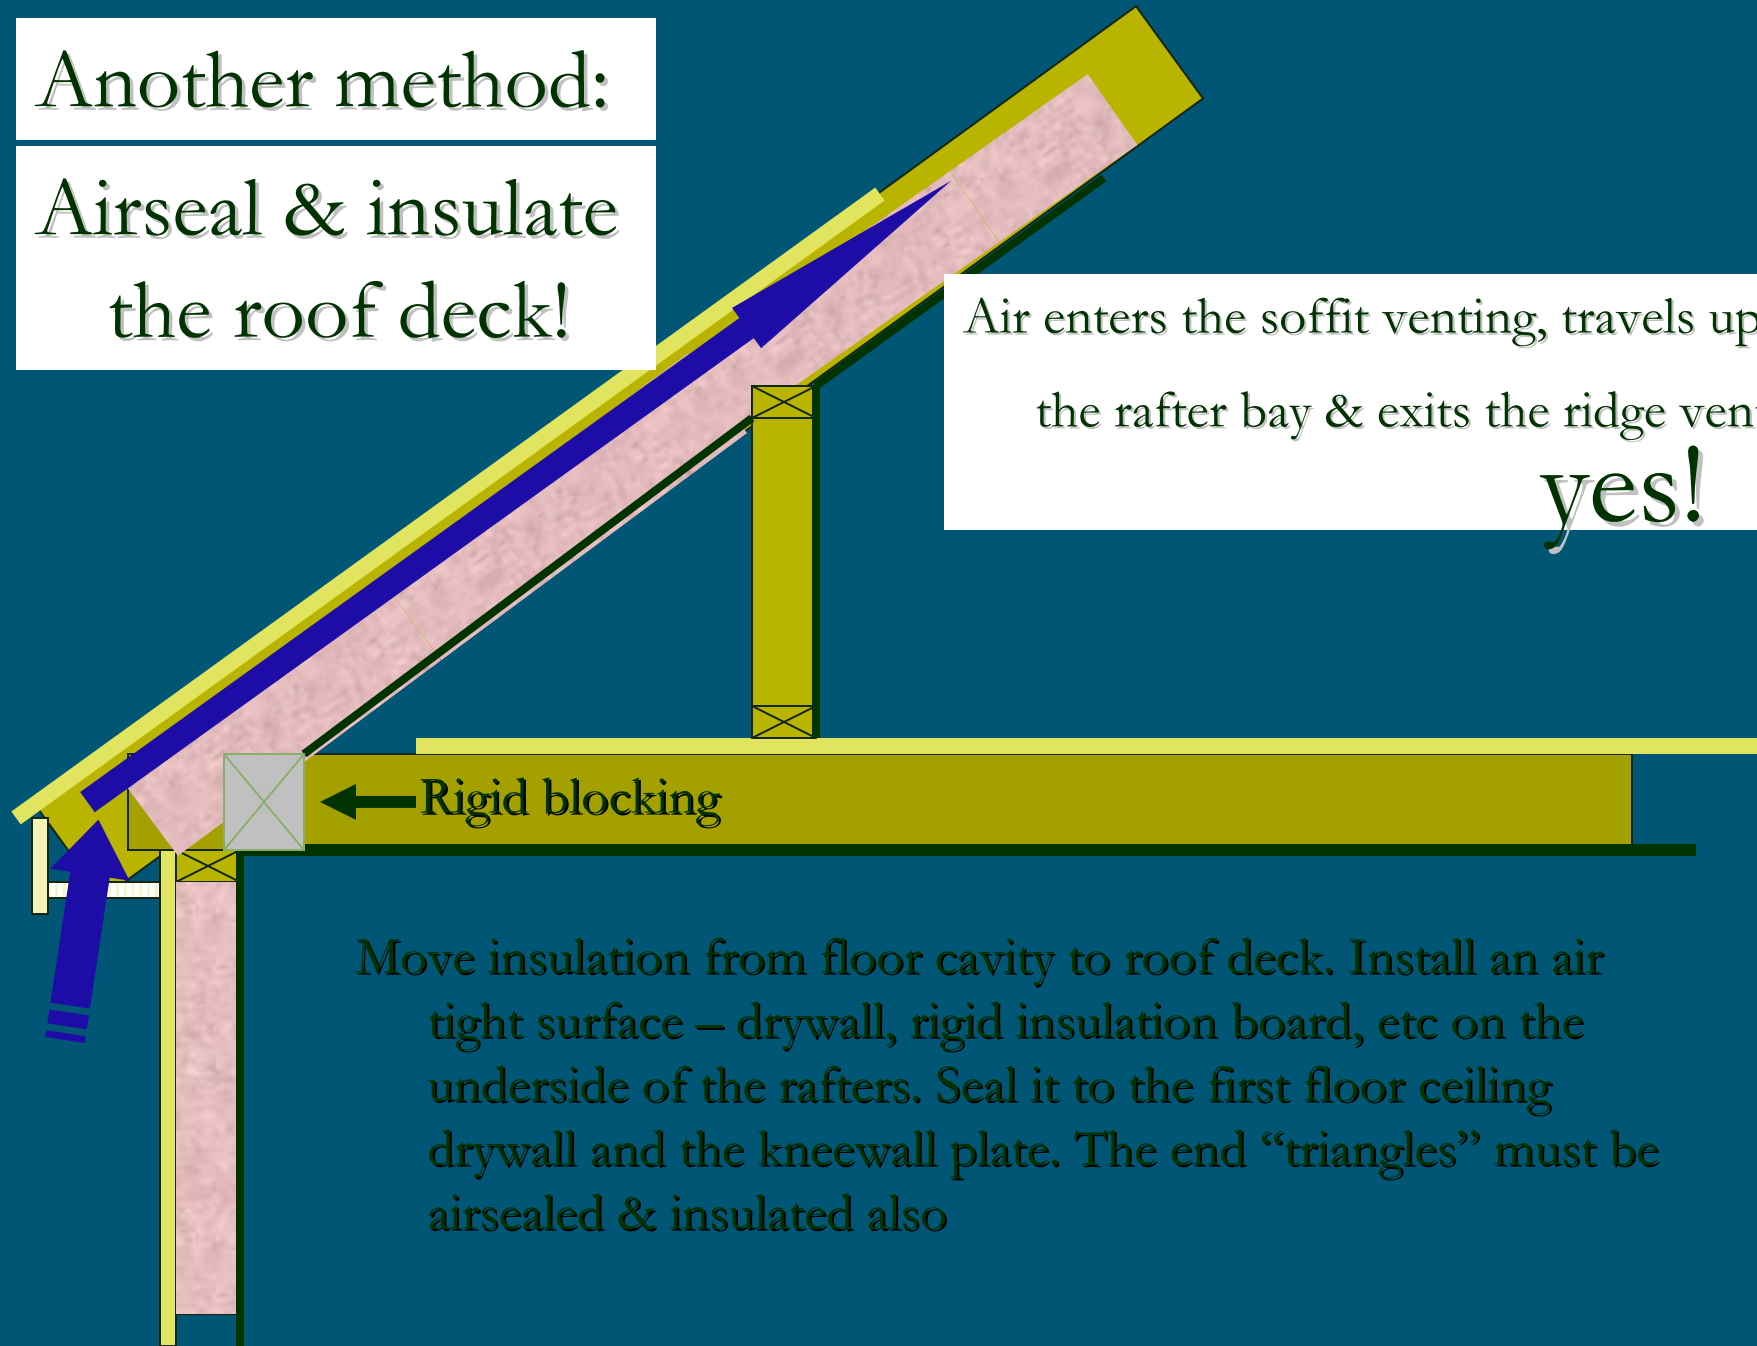 Another method:
Airseal & insulate
the roof deck!
Air enters the soffit venting, travels up
the rafter bay & exits the ridge
yes!
Rigid blocking
Move insulation from floor cavity to roof deck. Install an air
tight surface – drywall, rigid insulation board, etc on the
underside of the rafters. Seal it to the first floor ceiling
drywall and the kneewall plate. The end “triangles” must be
airsealed & insulated also